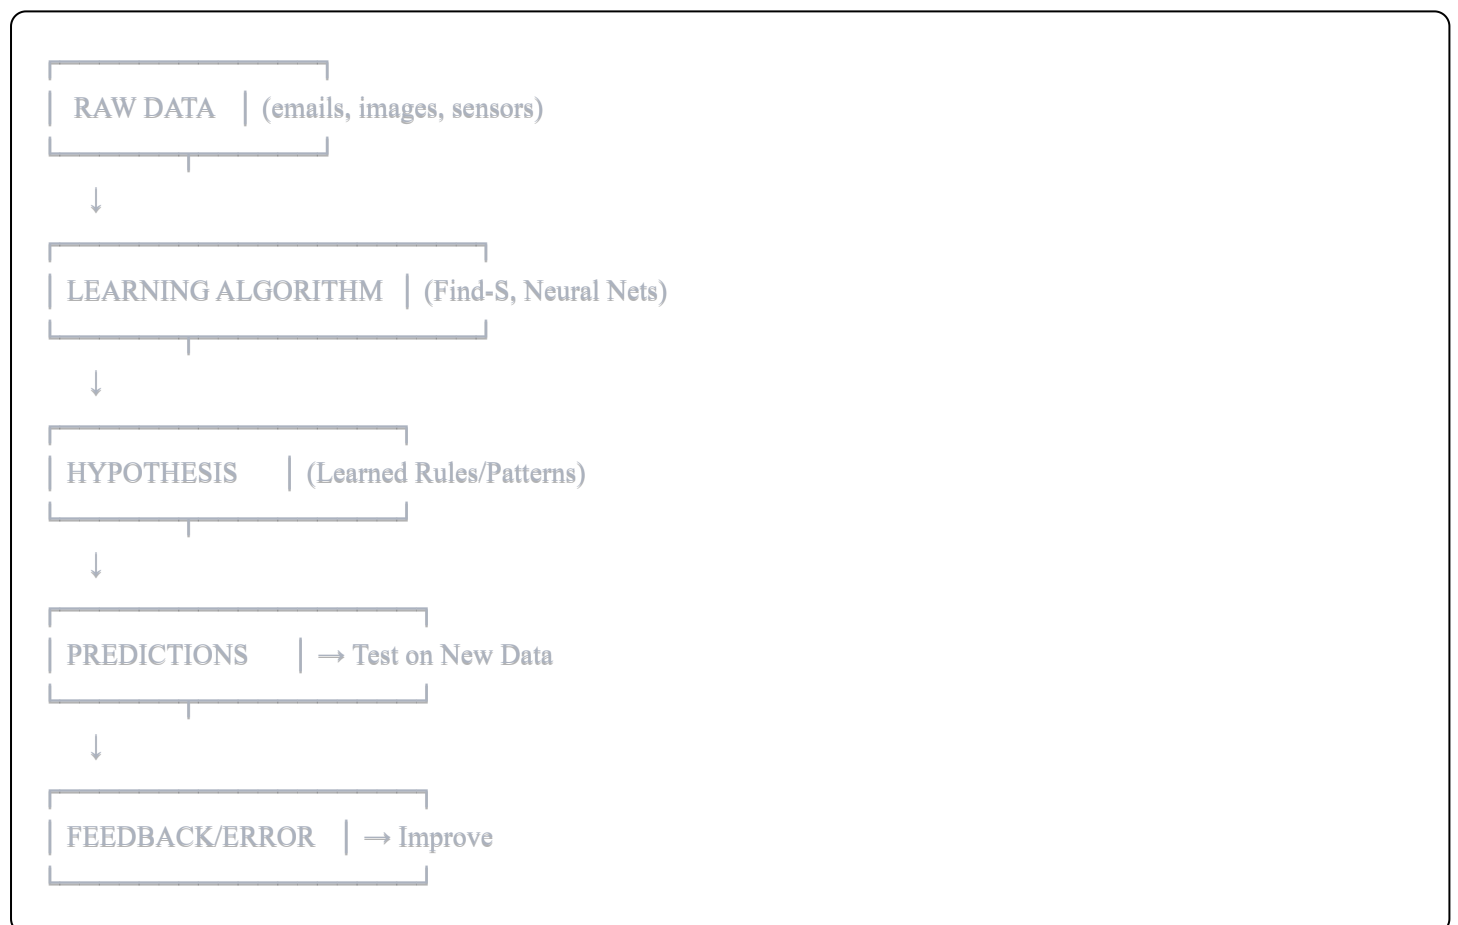 RAW DATA (emails, images, sensors)
↓
LEARNING ALGORITHM (Find-S, Neural Nets)
↓
HYPOTHESIS (Learned Rules/Patterns)
↓
PREDICTIONS → Test on New Data
↓
FEEDBACK/ERROR → Improve